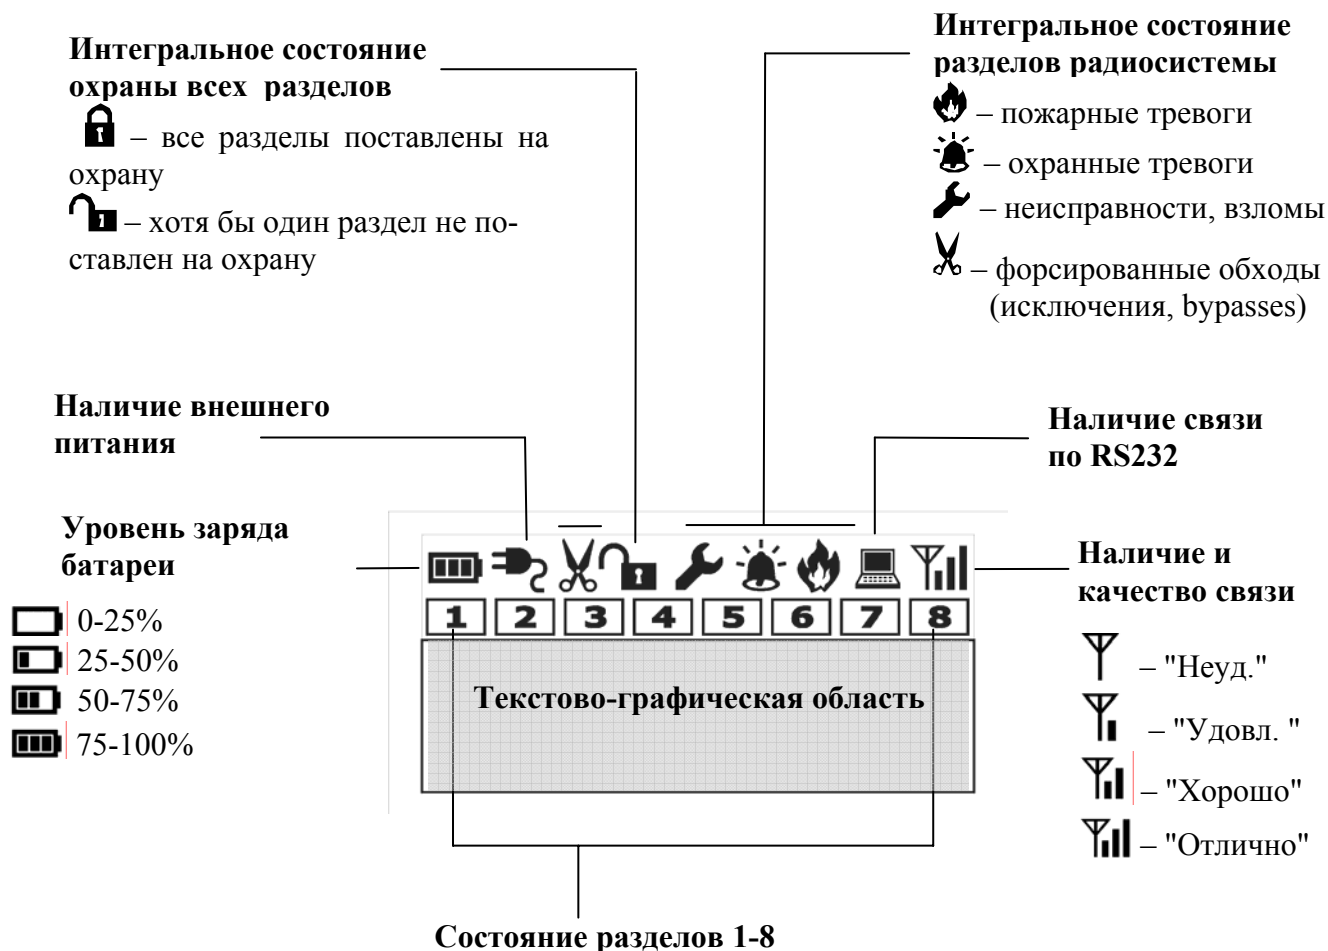 Интегральное состояние
охраны всех разделов
– все разделы поставлены на
охрану
– хотя бы один раздел не по-
ставлен на охрану
Интегральное состояние
разделов радиосистемы
– пожарные тревоги
– охранные тревоги
– неисправности, взломы
– форсированные обходы
(исключения, bypasses)
Наличие внешнего
питания
Наличие связи
по RS232
Уровень заряда
батареи
0-25%
25-50%
50-75%
75-100%
1 2 3 4 5 6 7 8
Текстово-графическая область
Наличие и
качество связи
– "Неуд."
– "Удовл. "
– "Хорошо"
– "Отлично"
Состояние разделов 1-8